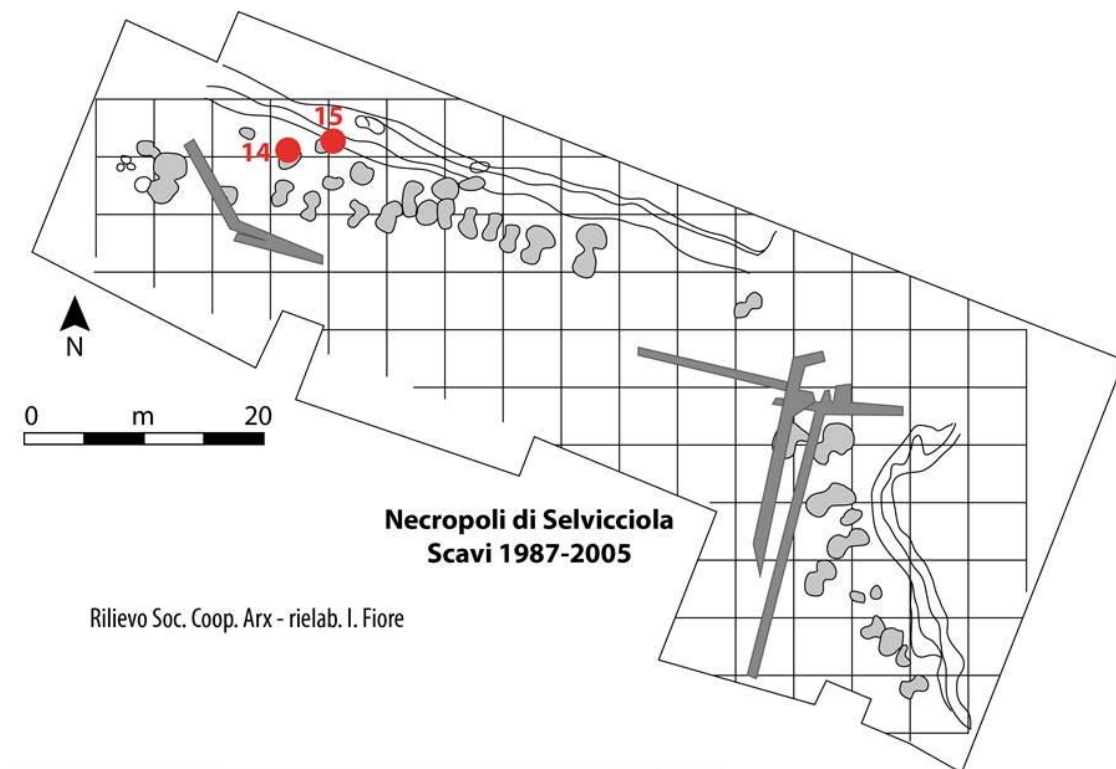 15
14
N
0 m 20
Necropoli di Selvicciola
Scavi 1987-2005
Rilievo Soc. Coop. Arx - rielab. I. Fiore